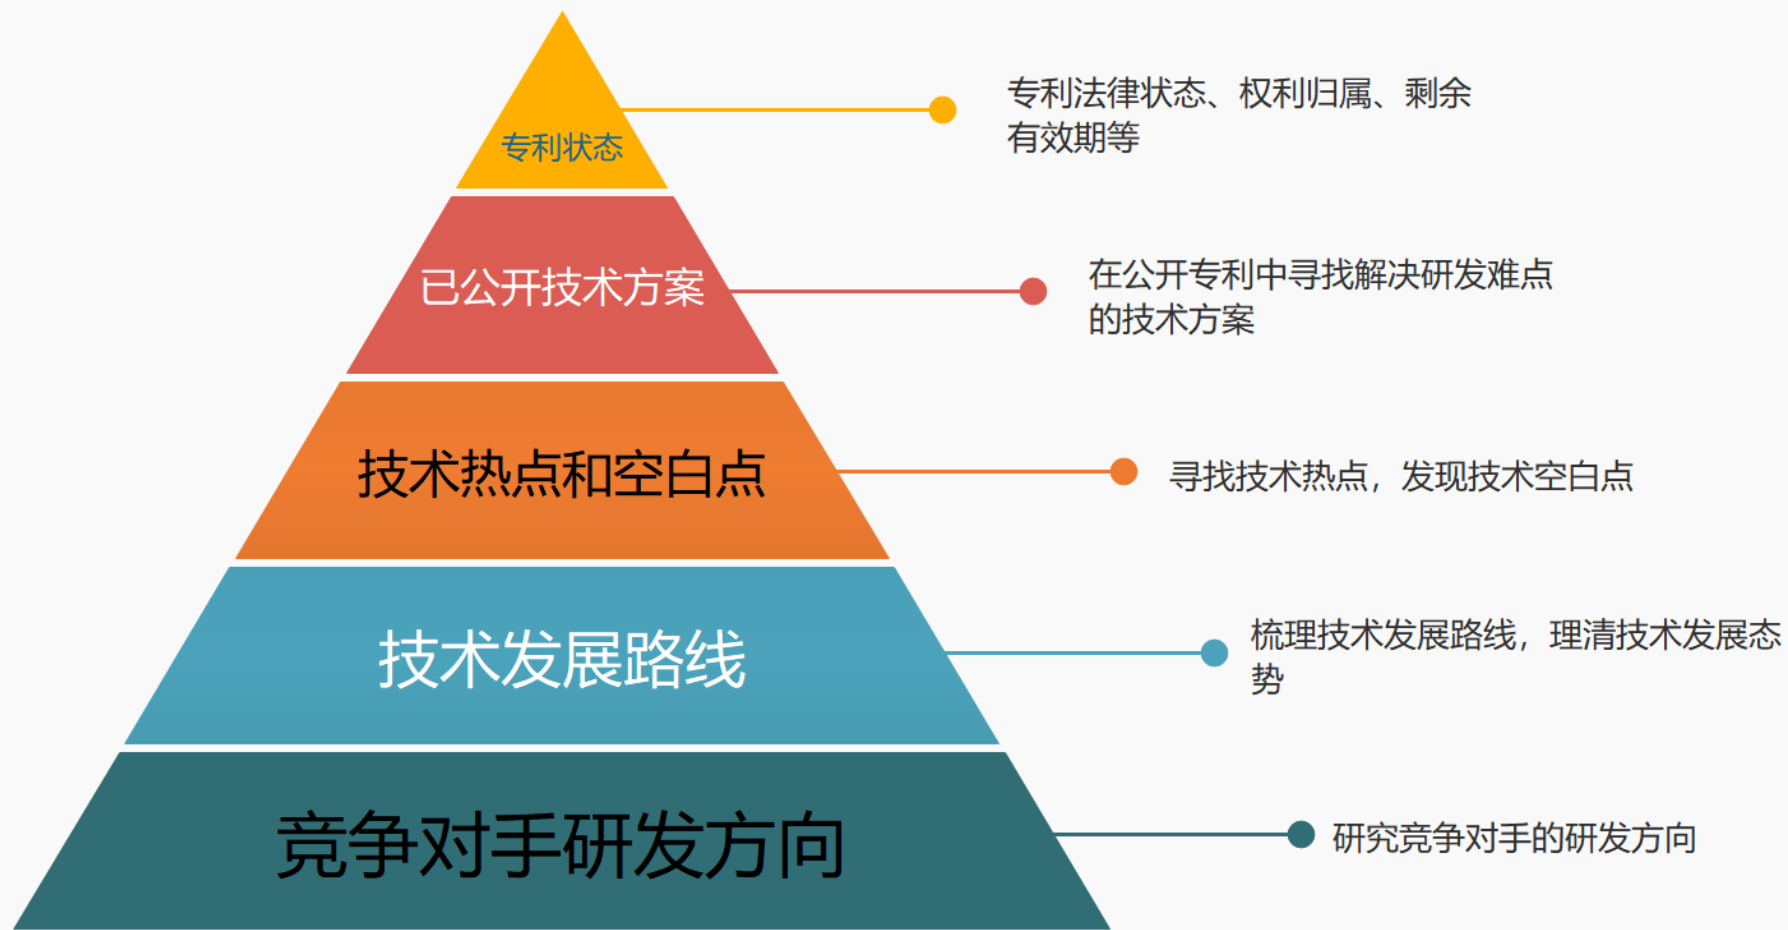 专利状态
专利法律状态、权利归属、剩余
有效期等
已公开技术方案
在公开专利中寻找解决研发难点
的技术方案
技术热点和空白点
寻找技术热点，发现技术空白点
技术发展路线
梳理技术发展路线，理清技术发展态
势
竞争对手研发方向
研究竞争对手的研发方向